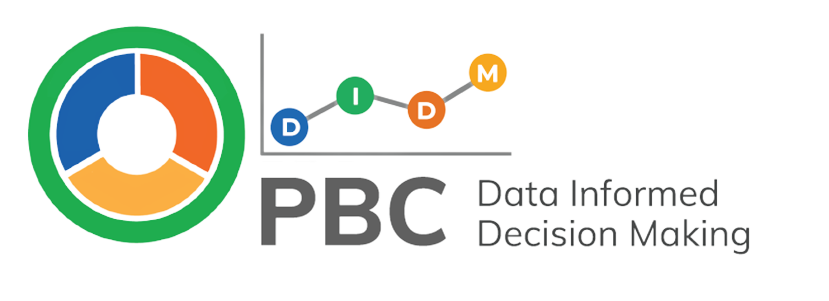 D I D M
PBC
Data Informed
Decision Making